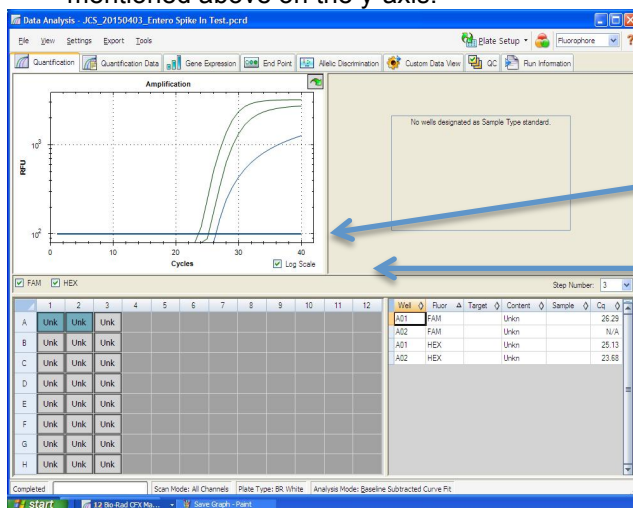 mentioned above on the y-axis.
Data Analysis - JCS_20150403_Entero Spike In Test.pcrd
File View Settings Export Tools Plate Setup Fluorophore ?
Quantification Quantification Data Gene Expression End Point Allelic Discrimination Custom Data View QC Run Information
Amplification
No wells designated as Sample Type standard.
10³
RFU
10²
0 10 20 30 40
Cycles
Log Scale
FAM HEX Step Number: 3
1 2 3 4 5 6 7 8 9 10 11 12 Well Fluor Target Content Sample Cq
A Unk Unk Unk A01 FAM Unkn 26.29
A02 FAM Unkn N/A
B Unk Unk Unk A01 HEX Unkn 25.13
A02 HEX Unkn 23.68
C Unk Unk Unk
D Unk Unk Unk
E Unk Unk Unk
F Unk Unk Unk
G Unk Unk Unk
H Unk Unk Unk
Completed Scan Mode: All Channels Plate Type: BR White Analysis Mode: Baseline Subtracted Curve Fit
start 12 Bio-Rad CFX Ma... Save Graph - Paint